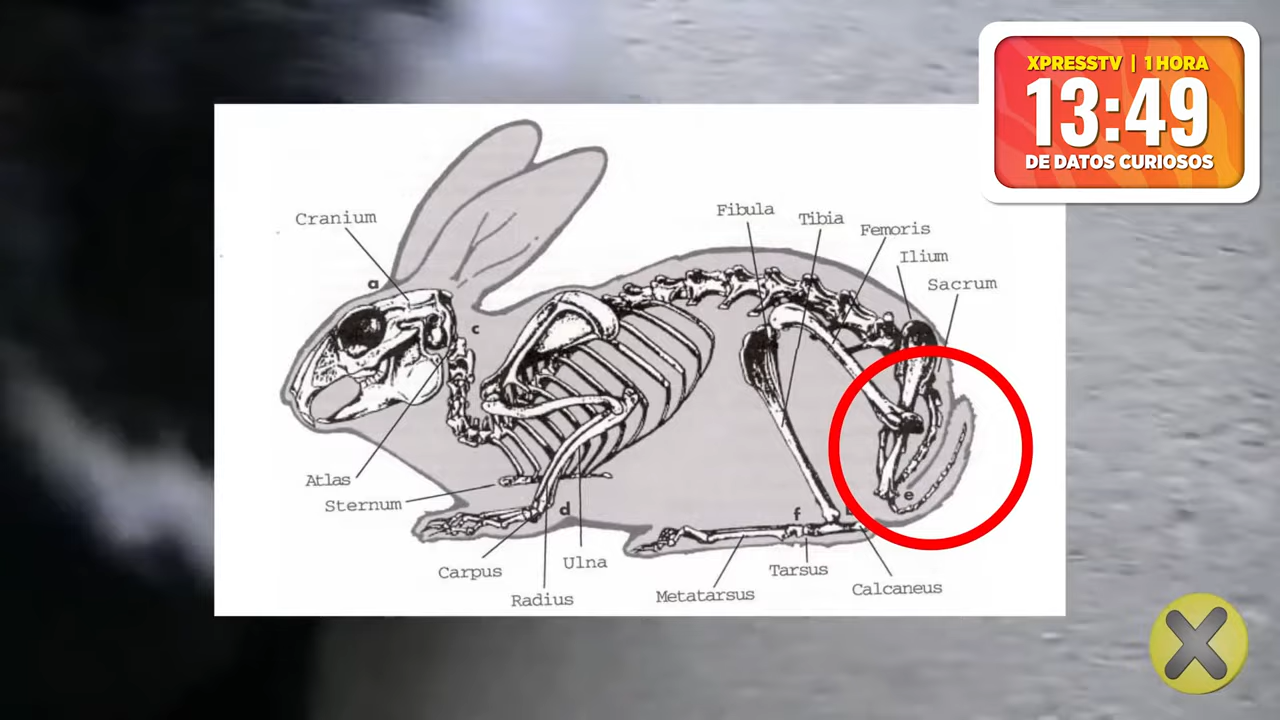 XPRESSTV | 1 HORA
13:49
DE DATOS CURIOSOS
Cranium
Fibula
Tibia
Femoris
Ilium
Sacrum
a
c
Atlas
Sternum
d
e
f
Carpus
Ulna
Radius
Metatarsus
Tarsus
Calcaneus
X